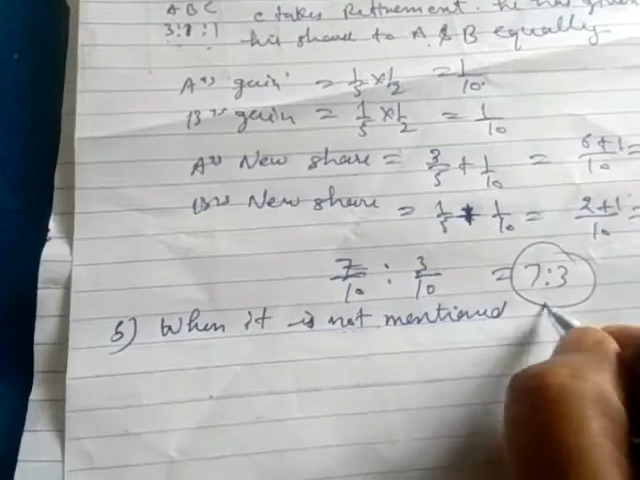 A B C
3:1:1
C takes Retirement. He has given
his share to A & B equally
A's gain = 1/5 × 1/2 = 1/10
B's gain = 1/5 × 1/2 = 1/10
A's New share = 3/5 + 1/10 = 6+1/10 =
B's New share = 1/5 + 1/10 = 2+1/10 =
7/10 : 3/10 = 7:3
5) When it is not mentioned